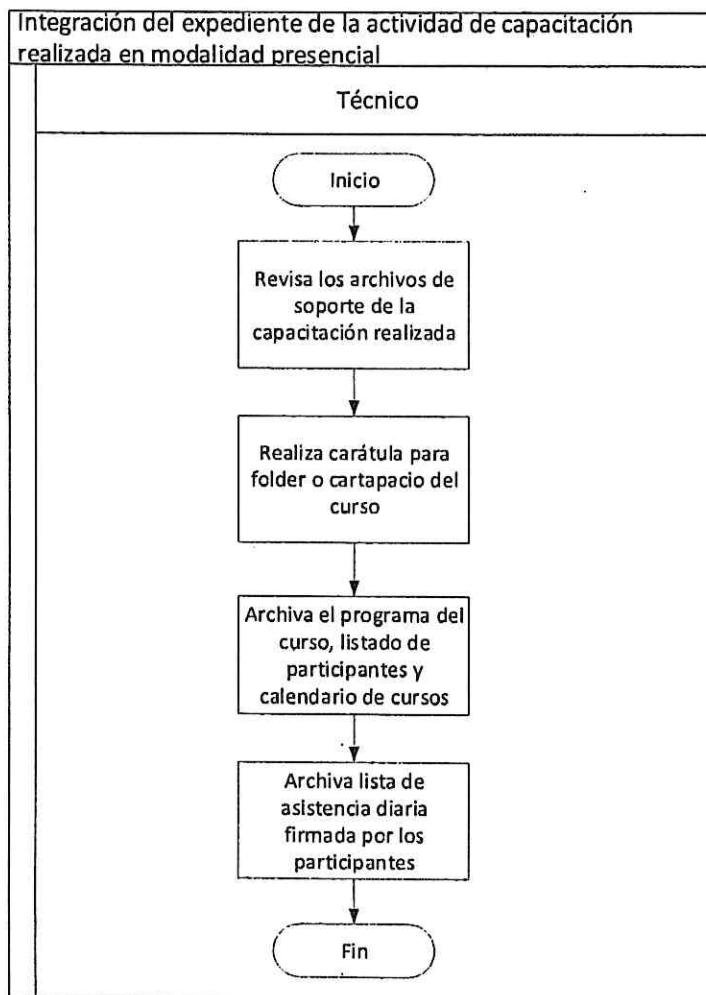 Integración del expediente de la actividad de capacitación
realizada en modalidad presencial
Técnico
Inicio
Revisa los archivos de
soporte de la
capacitación realizada
Realiza carátula para
folder o cartapacio del
curso
Archiva el programa del
curso, listado de
participantes y
calendario de cursos
Archiva lista de
asistencia diaria
firmada por los
participantes
Fin